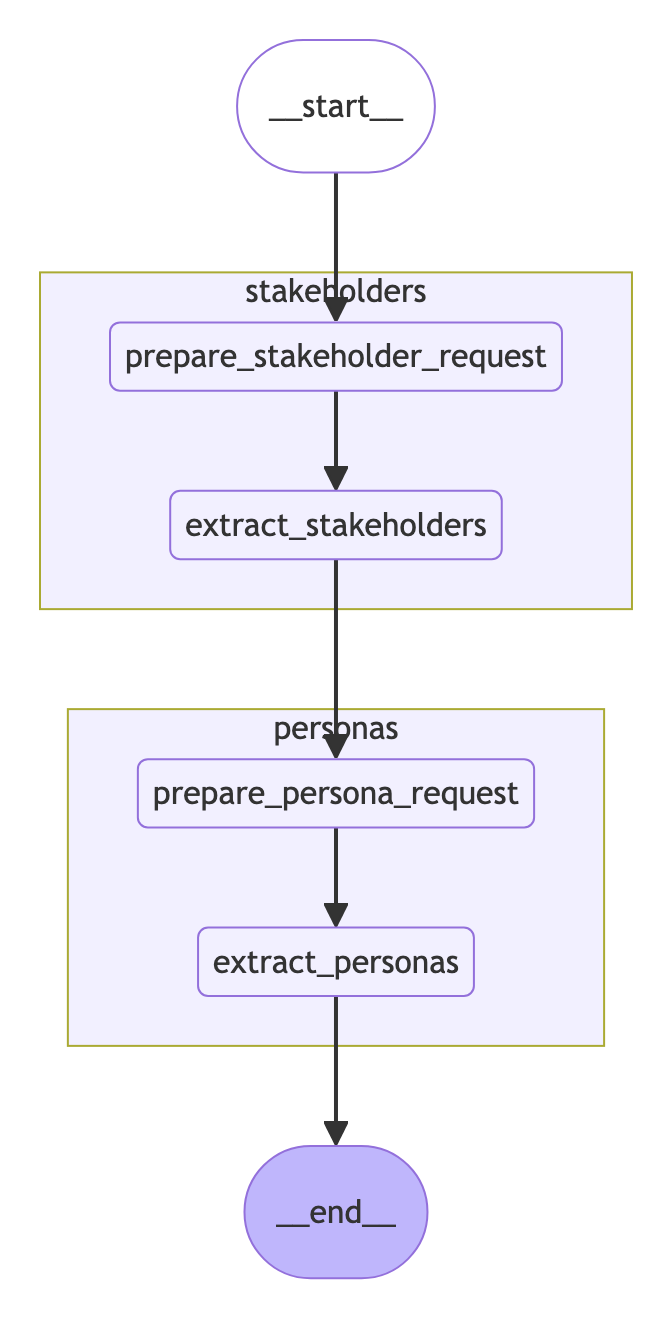 __start__
stakeholders
prepare_stakeholder_request
extract_stakeholders
personas
prepare_persona_request
extract_personas
__end__